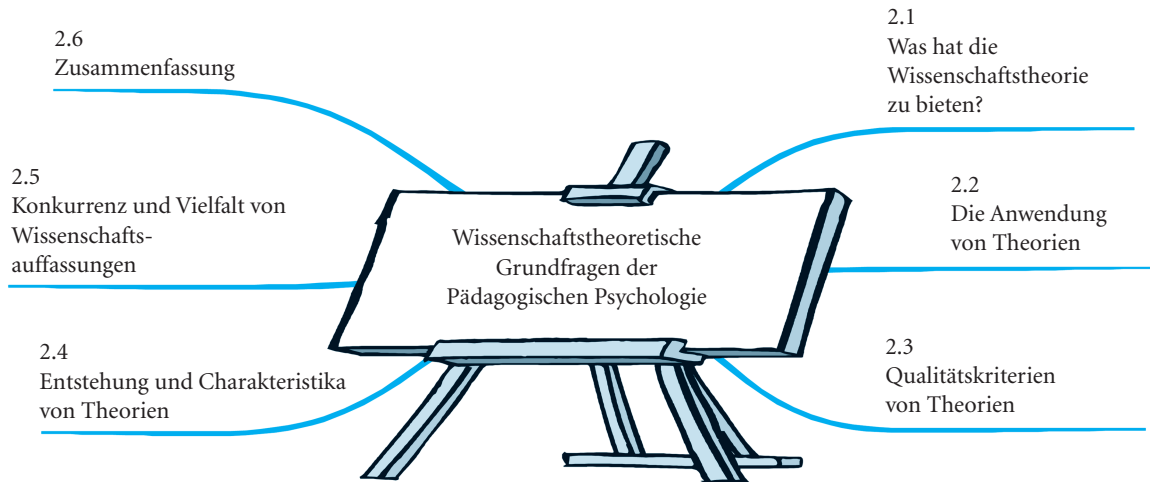 Wissenschaftstheoretische
Grundfragen der
Pädagogischen Psychologie
2.1
Was hat die
Wissenschaftstheorie
zu bieten?
2.2
Die Anwendung
von Theorien
2.3
Qualitätskriterien
von Theorien
2.4
Entstehung und Charakteristika
von Theorien
2.5
Konkurrenz und Vielfalt von
Wissenschafts-
auffassungen
2.6
Zusammenfassung